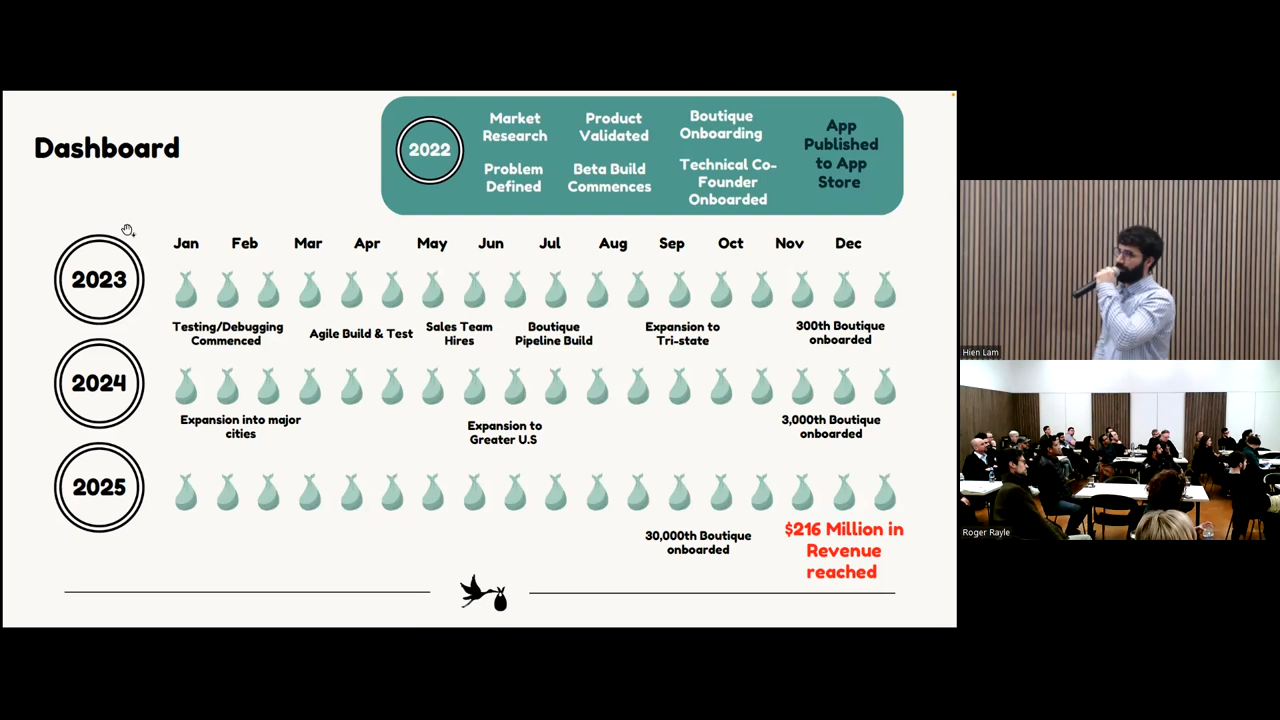 Dashboard
2022
Market
Research
Product
Validated
Boutique
Onboarding
App
Published
to App
Store
Problem
Defined
Beta Build
Commences
Technical Co-
Founder
Onboarded
Jan Feb Mar Apr May Jun Jul Aug Sep Oct Nov Dec
2023
Testing/Debugging
Commenced
Agile Build & Test
Sales Team
Hires
Boutique
Pipeline Build
Expansion to
Tri-state
300th Boutique
onboarded
2024
Expansion into major
cities
Expansion to
Greater U.S
3,000th Boutique
onboarded
2025
30,000th Boutique
onboarded
$216 Million in
Revenue
reached
Hien Lam
Roger Rayle